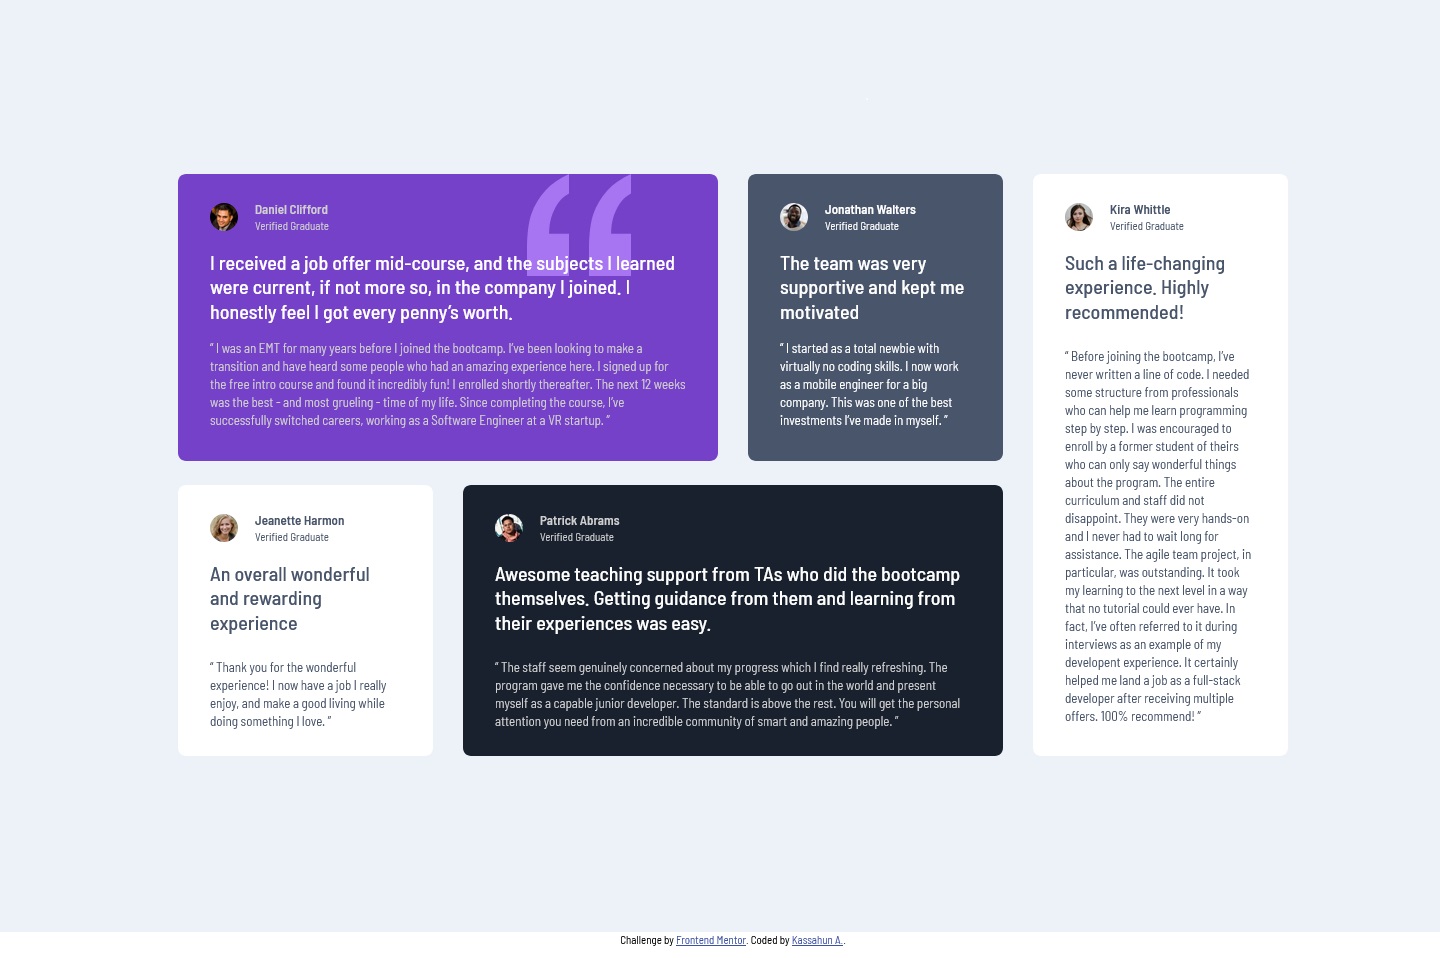 Daniel Clifford
Verified Graduate
I received a job offer mid-course, and the subjects I learned
were current, if not more so, in the company I joined. I
honestly feel I got every penny’s worth.
“ I was an EMT for many years before I joined the bootcamp. I’ve been looking to make a
transition and have heard some people who had an amazing experience here. I signed up for
the free intro course and found it incredibly fun! I enrolled shortly thereafter. The next 12 weeks
was the best - and most grueling - time of my life. Since completing the course, I’ve
successfully switched careers, working as a Software Engineer at a VR startup. ”
Jonathan Walters
Verified Graduate
The team was very
supportive and kept me
motivated
“ I started as a total newbie with
virtually no coding skills. I now work
as a mobile engineer for a big
company. This was one of the best
investments I’ve made in myself. ”
Kira Whittle
Verified Graduate
Such a life-changing
experience. Highly
recommended!
“ Before joining the bootcamp, I’ve
never written a line of code. I needed
some structure from professionals
who can help me learn programming
step by step. I was encouraged to
enroll by a former student of theirs
who can only say wonderful things
about the program. The entire
curriculum and staff did not
disappoint. They were very hands-on
and I never had to wait long for
assistance. The agile team project, in
particular, was outstanding. It took
my learning to the next level in a way
that no tutorial could ever have. In
fact, I’ve often referred to it during
interviews as an example of my
developent experience. It certainly
helped me land a job as a full-stack
developer after receiving multiple
offers. 100% recommend! ”
Jeanette Harmon
Verified Graduate
An overall wonderful
and rewarding
experience
“ Thank you for the wonderful
experience! I now have a job I really
enjoy, and make a good living while
doing something I love. ”
Patrick Abrams
Verified Graduate
Awesome teaching support from TAs who did the bootcamp
themselves. Getting guidance from them and learning from
their experiences was easy.
“ The staff seem genuinely concerned about my progress which I find really refreshing. The
program gave me the confidence necessary to be able to go out in the world and present
myself as a capable junior developer. The standard is above the rest. You will get the personal
attention you need from an incredible community of smart and amazing people. ”
Challenge by Frontend Mentor. Coded by Kassahun A..